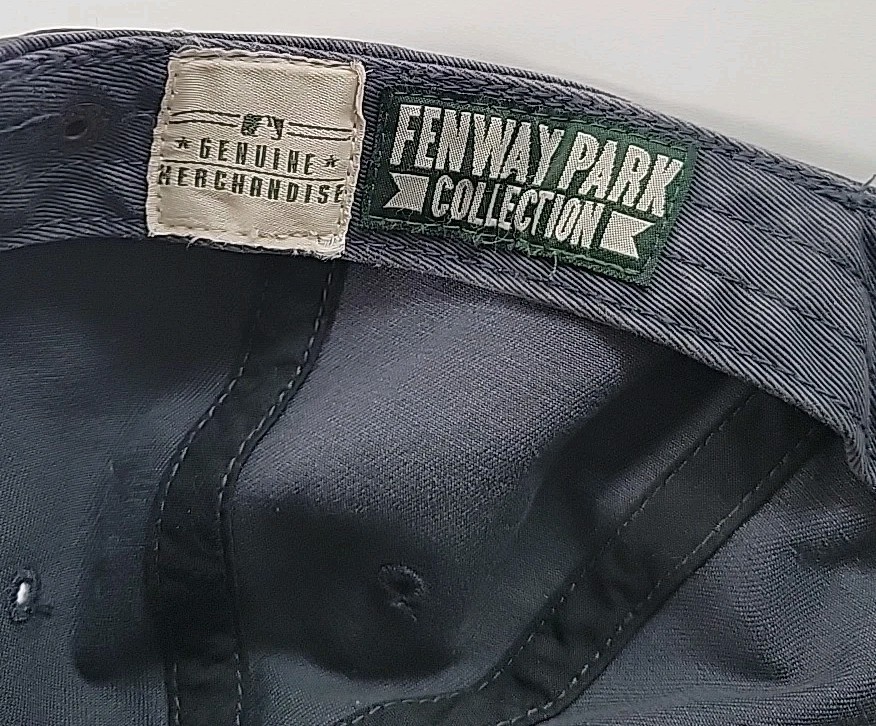 GENUINE
MERCHANDISE
FENWAY PARK
COLLECTION